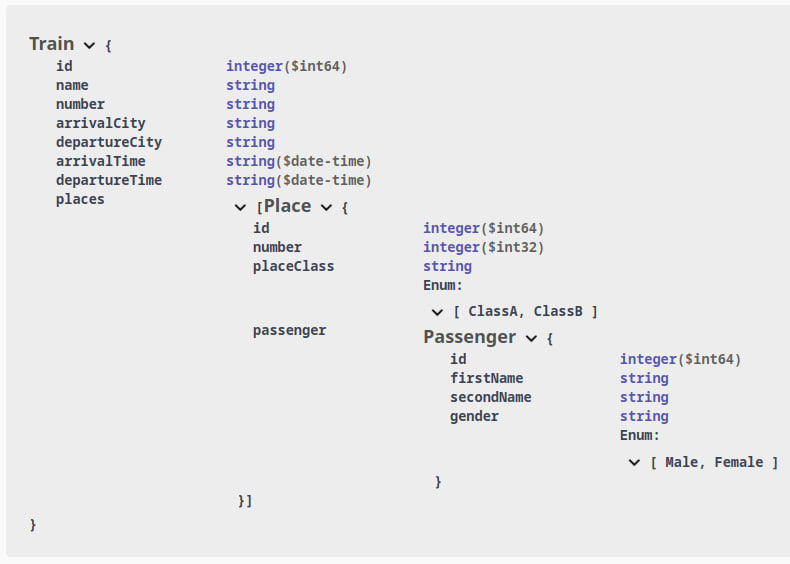 Train {
id integer($int64)
name string
number string
arrivalCity string
departureCity string
arrivalTime string($date-time)
departureTime string($date-time)
places [Place {
id integer($int64)
number integer($int32)
placeClass string
Enum:
[ ClassA, ClassB ]
passenger Passenger {
id integer($int64)
firstName string
secondName string
gender string
Enum:
[ Male, Female ]
}
}]
}